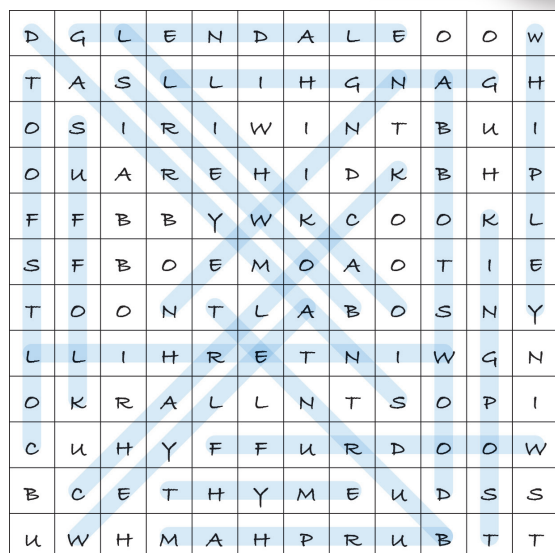 D G L E N D A L E O O W
T A S L L I H G N A G H
O S I R I W I N T B U I
O U A R E H I D K B H P
F F B B Y W K C O O K L
S F B O E M O A O T I E
T O O N T L A B O S N Y
L L I H R E T N I W G N
O K R A L L N T S O P I
C U H Y F F U R D O O W
B C E T H Y M E U D S S
U W H M A H P R U B T T